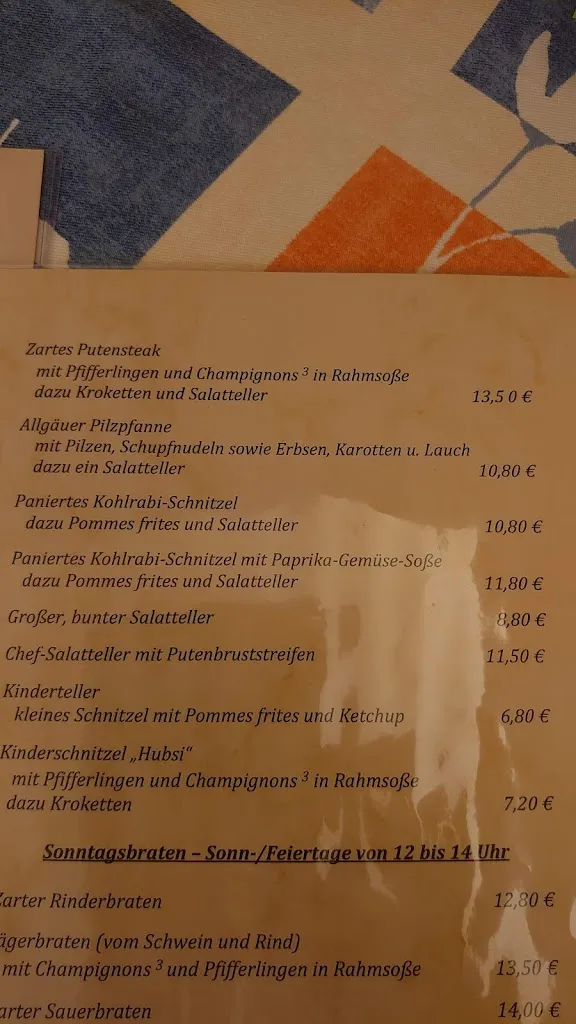 Zartes Putensteak
mit Pfifferlingen und Champignons ³ in Rahmsoße
dazu Kroketten und Salatteller 13,5 0 €
Allgäuer Pilzpfanne
mit Pilzen, Schupfnudeln sowie Erbsen, Karotten u. Lauch
dazu ein Salatteller 10,80 €
Paniertes Kohlrabi-Schnitzel
dazu Pommes frites und Salatteller 10,80 €
Paniertes Kohlrabi-Schnitzel mit Paprika-Gemüse-Soße
dazu Pommes frites und Salatteller 11,80 €
Großer, bunter Salatteller 8,80 €
Chef-Salatteller mit Putenbruststreifen 11,50 €
Kinderteller
kleines Schnitzel mit Pommes frites und Ketchup 6,80 €
Kinderschnitzel „Hubsi“
mit Pfifferlingen und Champignons ³ in Rahmsoße
dazu Kroketten 7,20 €
Sonntagsbraten – Sonn-/Feiertage von 12 bis 14 Uhr
Zarter Rinderbraten 12,80 €
ägerbraten (vom Schwein und Rind)
mit Champignons ³ und Pfifferlingen in Rahmsoße 13,50 €
arter Sauerbraten 14,00 €